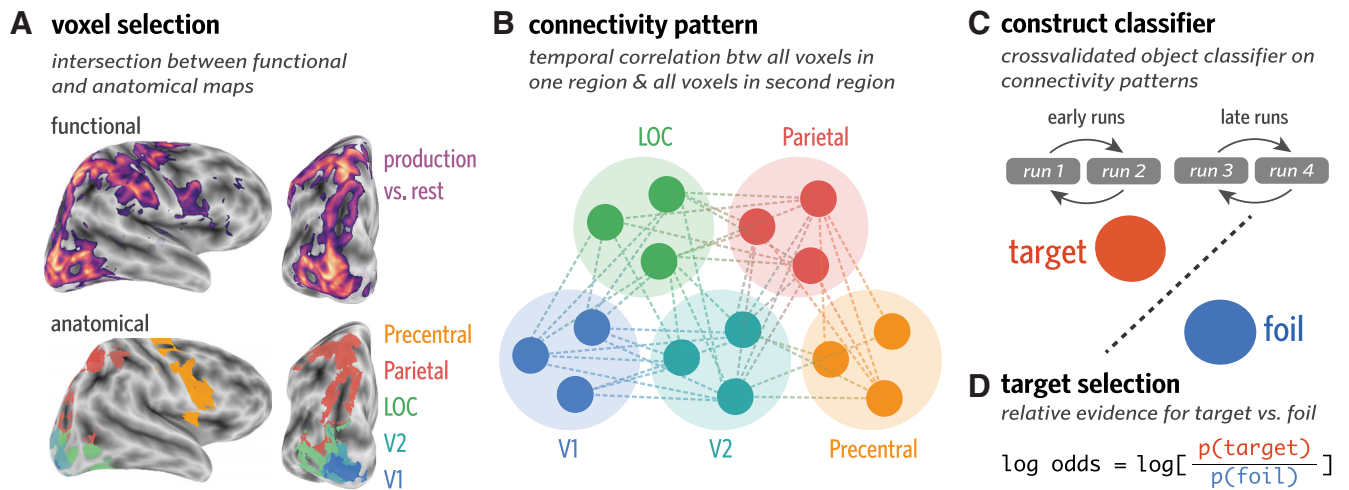 A voxel selection
intersection between functional
and anatomical maps
functional
production
vs. rest
anatomical
Precentral
Parietal
LOC
V2
V1
B connectivity pattern
temporal correlation btw all voxels in
one region & all voxels in second region
LOC
Parietal
V1
V2
Precentral
C construct classifier
crossvalidated object classifier on
connectivity patterns
early runs
late runs
run 1
run 2
run 3
run 4
target
foil
D target selection
relative evidence for target vs. foil
log odds = log[ p(target) ]
p(foil)